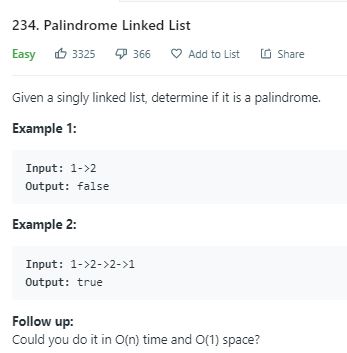 234. Palindrome Linked List
Easy 3325 366 Add to List Share
Given a singly linked list, determine if it is a palindrome.
Example 1:
Input: 1->2
Output: false
Example 2:
Input: 1->2->2->1
Output: true
Follow up:
Could you do it in O(n) time and O(1) space?